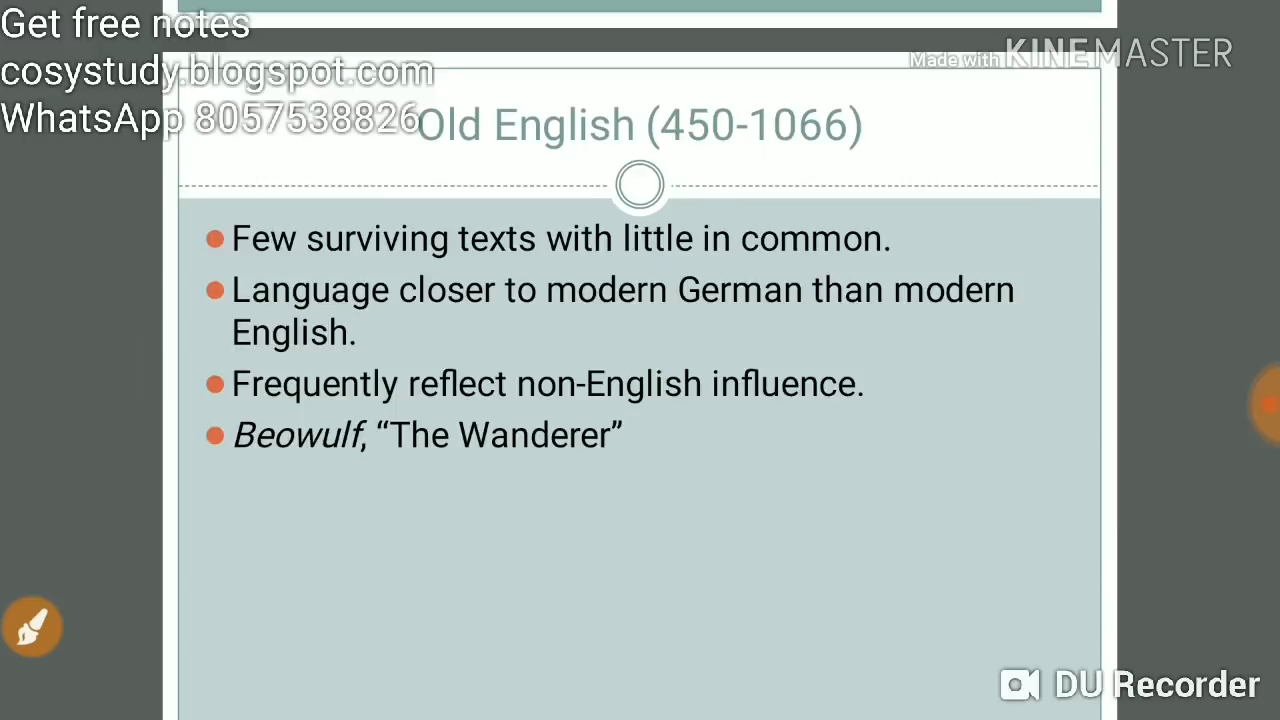 Get free notes
cosystudy.blogspot.com
WhatsApp 8057538826
Made with KINEMASTER
Old English (450-1066)
Few surviving texts with little in common.
Language closer to modern German than modern
English.
Frequently reflect non-English influence.
Beowulf, “The Wanderer”
DU Recorder